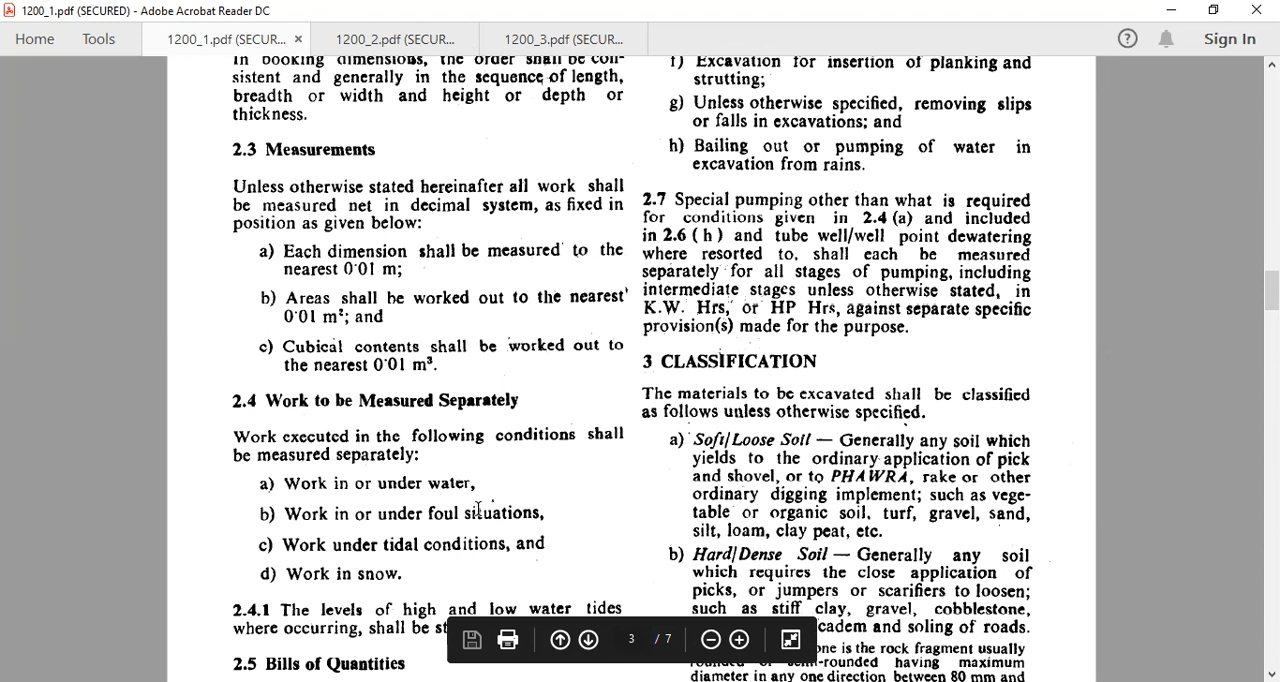 1200_1.pdf (SECURED) - Adobe Acrobat Reader DC
Home Tools 1200_1.pdf (SECUR... × 1200_2.pdf (SECUR... 1200_3.pdf (SECUR... Sign In
In booking dimensions, the order shall be con-
sistent and generally in the sequence of length,
breadth or width and height or depth or
thickness.
2.3 Measurements
Unless otherwise stated hereinafter all work shall
be measured net in decimal system, as fixed in
position as given below:
a) Each dimension shall be measured to the
nearest 0·01 m;
b) Areas shall be worked out to the nearest
0·01 m²; and
c) Cubical contents shall be worked out to
the nearest 0·01 m³.
2.4 Work to be Measured Separately
Work executed in the following conditions shall
be measured separately:
a) Work in or under water,
b) Work in or under foul situations,
c) Work under tidal conditions, and
d) Work in snow.
2.4.1 The levels of high and low water tides
where occurring, shall be
2.5 Bills of Quantities
f) Excavation for insertion of planking and
strutting;
g) Unless otherwise specified, removing slips
or falls in excavations; and
h) Bailing out or pumping of water in
excavation from rains.
2.7 Special pumping other than what is required
for conditions given in 2.4 (a) and included
in 2.6 (h) and tube well/well point dewatering
where resorted to, shall each be measured
separately for all stages of pumping, including
intermediate stages unless otherwise stated, in
K.W. Hrs, or HP Hrs, against separate specific
provision(s) made for the purpose.
3 CLASSIFICATION
The materials to be excavated shall be classified
as follows unless otherwise specified.
a) Soft/Loose Soil — Generally any soil which
yields to the ordinary application of pick
and shovel, or to PHAWRA, rake or other
ordinary digging implement; such as vege-
table or organic soil, turf, gravel, sand,
silt, loam, clay peat, etc.
b) Hard/Dense Soil — Generally any soil
which requires the close application of
picks, or jumpers or scarifiers to loosen;
such as stiff clay, gravel, cobblestone,
and soling of roads.
is the rock fragment usually
having maximum
diameter in any one direction between 80 mm and
3 / 7